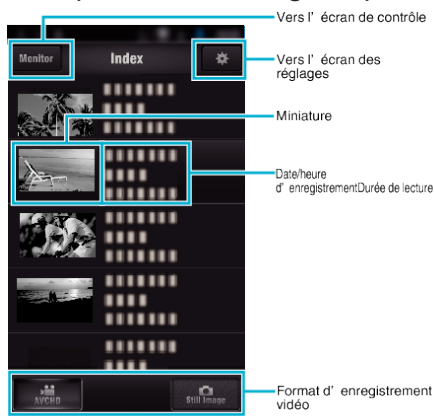 Vers l' écran de contrôle
Monitor
Index
Vers l' écran des
réglages
Miniature
Date/heure
d' enregistrementDurée de lecture
AVCHD
Still Image
Format d' enregistrement
vidéo